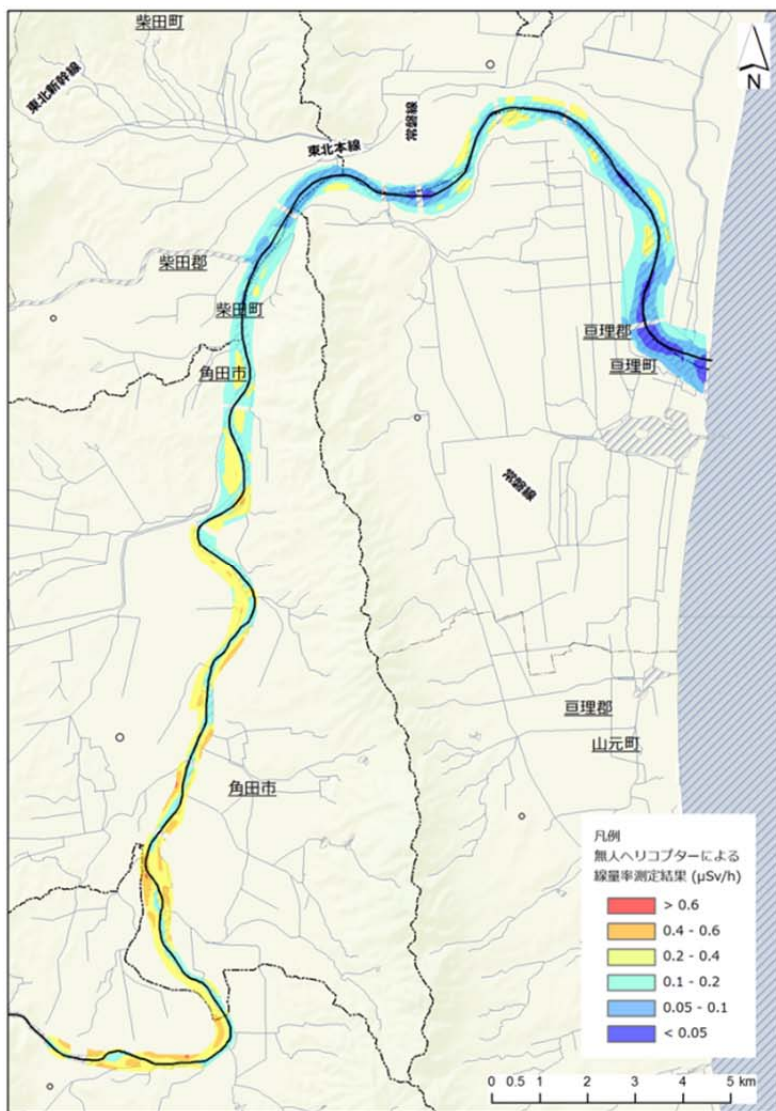 柴田町
東北新幹線
N
常磐線
東北本線
柴田郡
柴田町
亘理郡
亘理町
角田市
常磐線
亘理郡
山元町
角田市
凡例
無人ヘリコプターによる
線量率測定結果 (μSv/h)
> 0.6
0.4 - 0.6
0.2 - 0.4
0.1 - 0.2
0.05 - 0.1
< 0.05
0 0.5 1 2 3 4 5 km